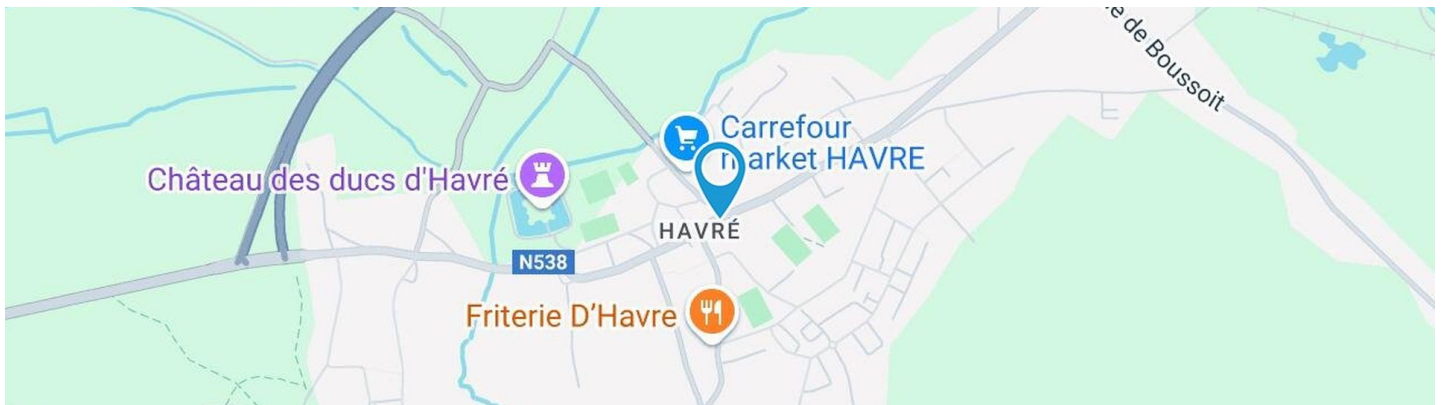 e de Boussoit
Carrefour
market HAVRE
Château des ducs d'Havré
HAVRÉ
N538
Friterie D’Havre